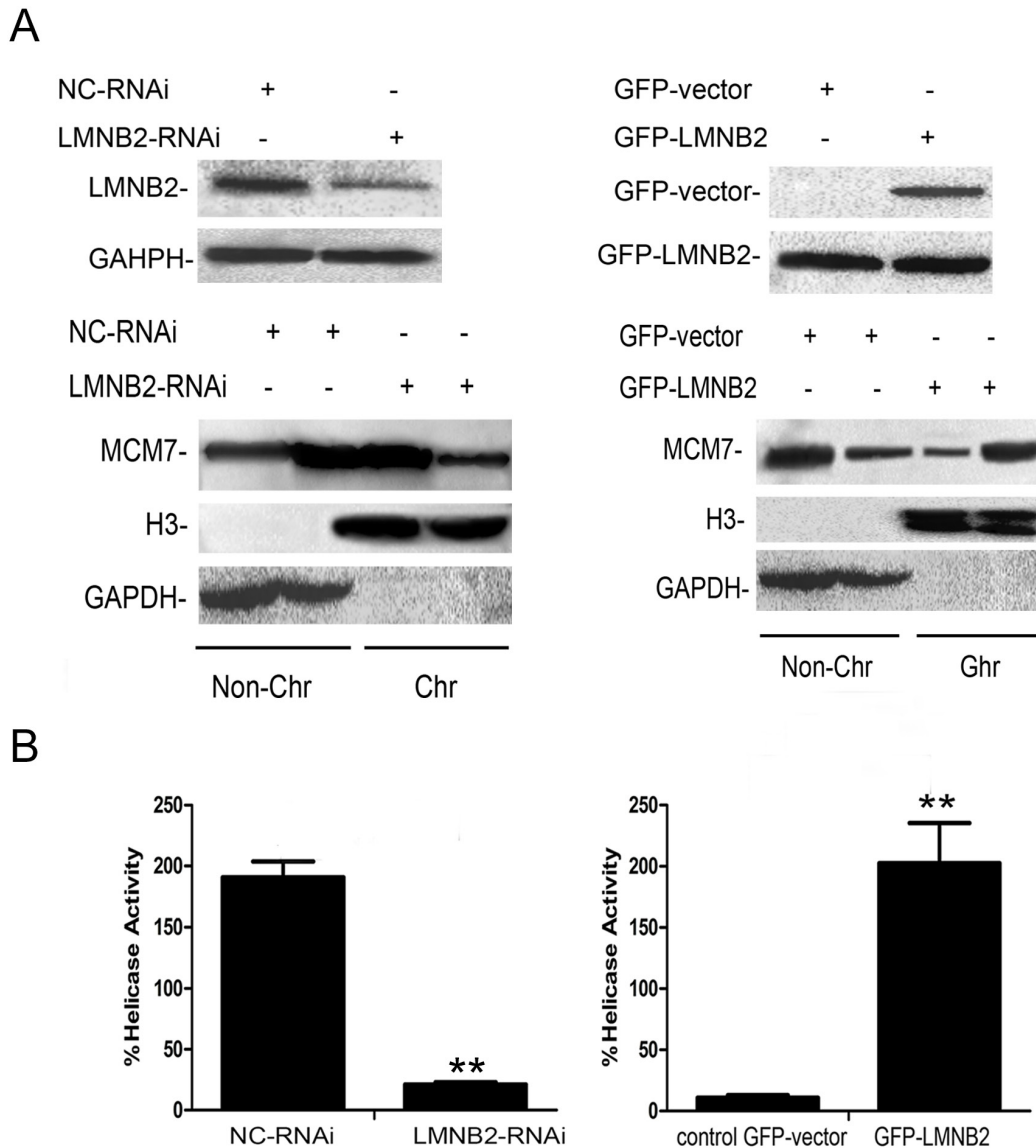 A
NC-RNAi + -
LMNB2-RNAi - +
LMNB2-
GAHPH-
GFP-vector + -
GFP-LMNB2 - +
GFP-vector-
GFP-LMNB2-
NC-RNAi + + - -
LMNB2-RNAi - - + +
MCM7-
H3-
GAPDH-
Non-Chr Chr
GFP-vector + + - -
GFP-LMNB2 - - + +
MCM7-
H3-
GAPDH-
Non-Chr Ghr
B
%Helicase Activity
250
200
150
100
50
0
**
NC-RNAi LMNB2-RNAi
%Helicase Activity
250
200
150
100
50
0
**
control GFP-vector GFP-LMNB2